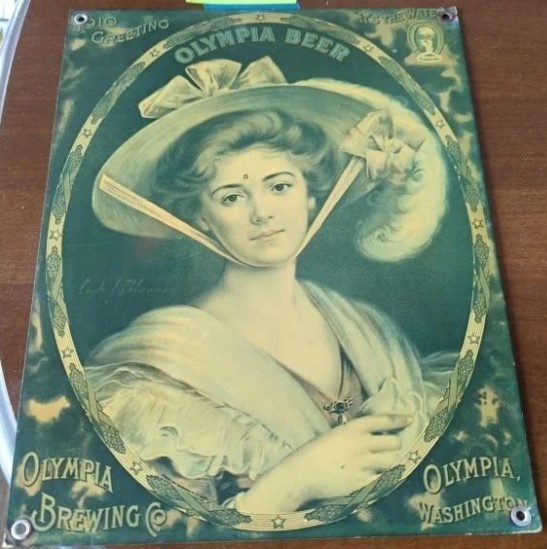 1910
GREETING
OLYMPIA BEER
IT'S THE WATER
OLYMPIA
BREWING CO
OLYMPIA,
WASHINGTON